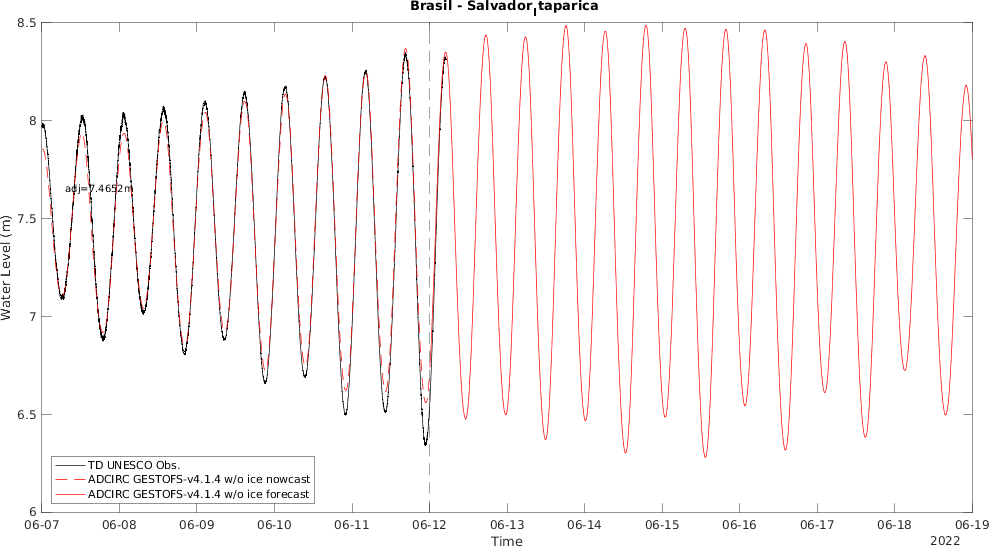 Brasil - Salvador_Itaparica
8.5
8
7.5
7
6.5
6
Water Level (m)
adj=7.4652m
TD UNESCO Obs.
ADCIRC GESTOFS-v4.1.4 w/o ice nowcast
ADCIRC GESTOFS-v4.1.4 w/o ice forecast
06-07 06-08 06-09 06-10 06-11 06-12 06-13 06-14 06-15 06-16 06-17 06-18 06-19
Time
2022